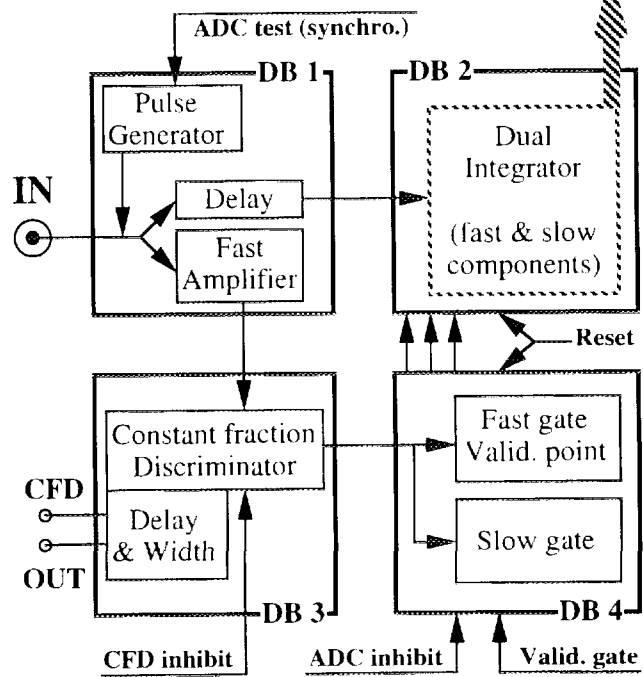 ADC test (synchro.)
DB 1
DB 2
Pulse
Generator
Dual
Integrator
(fast & slow
components)
IN
Delay
Fast
Amplifier
Reset
Constant fraction
Discriminator
Fast gate
Valid. point
CFD
OUT
Delay
& Width
Slow gate
DB 3
DB 4
CFD inhibit
ADC inhibit
Valid. gate